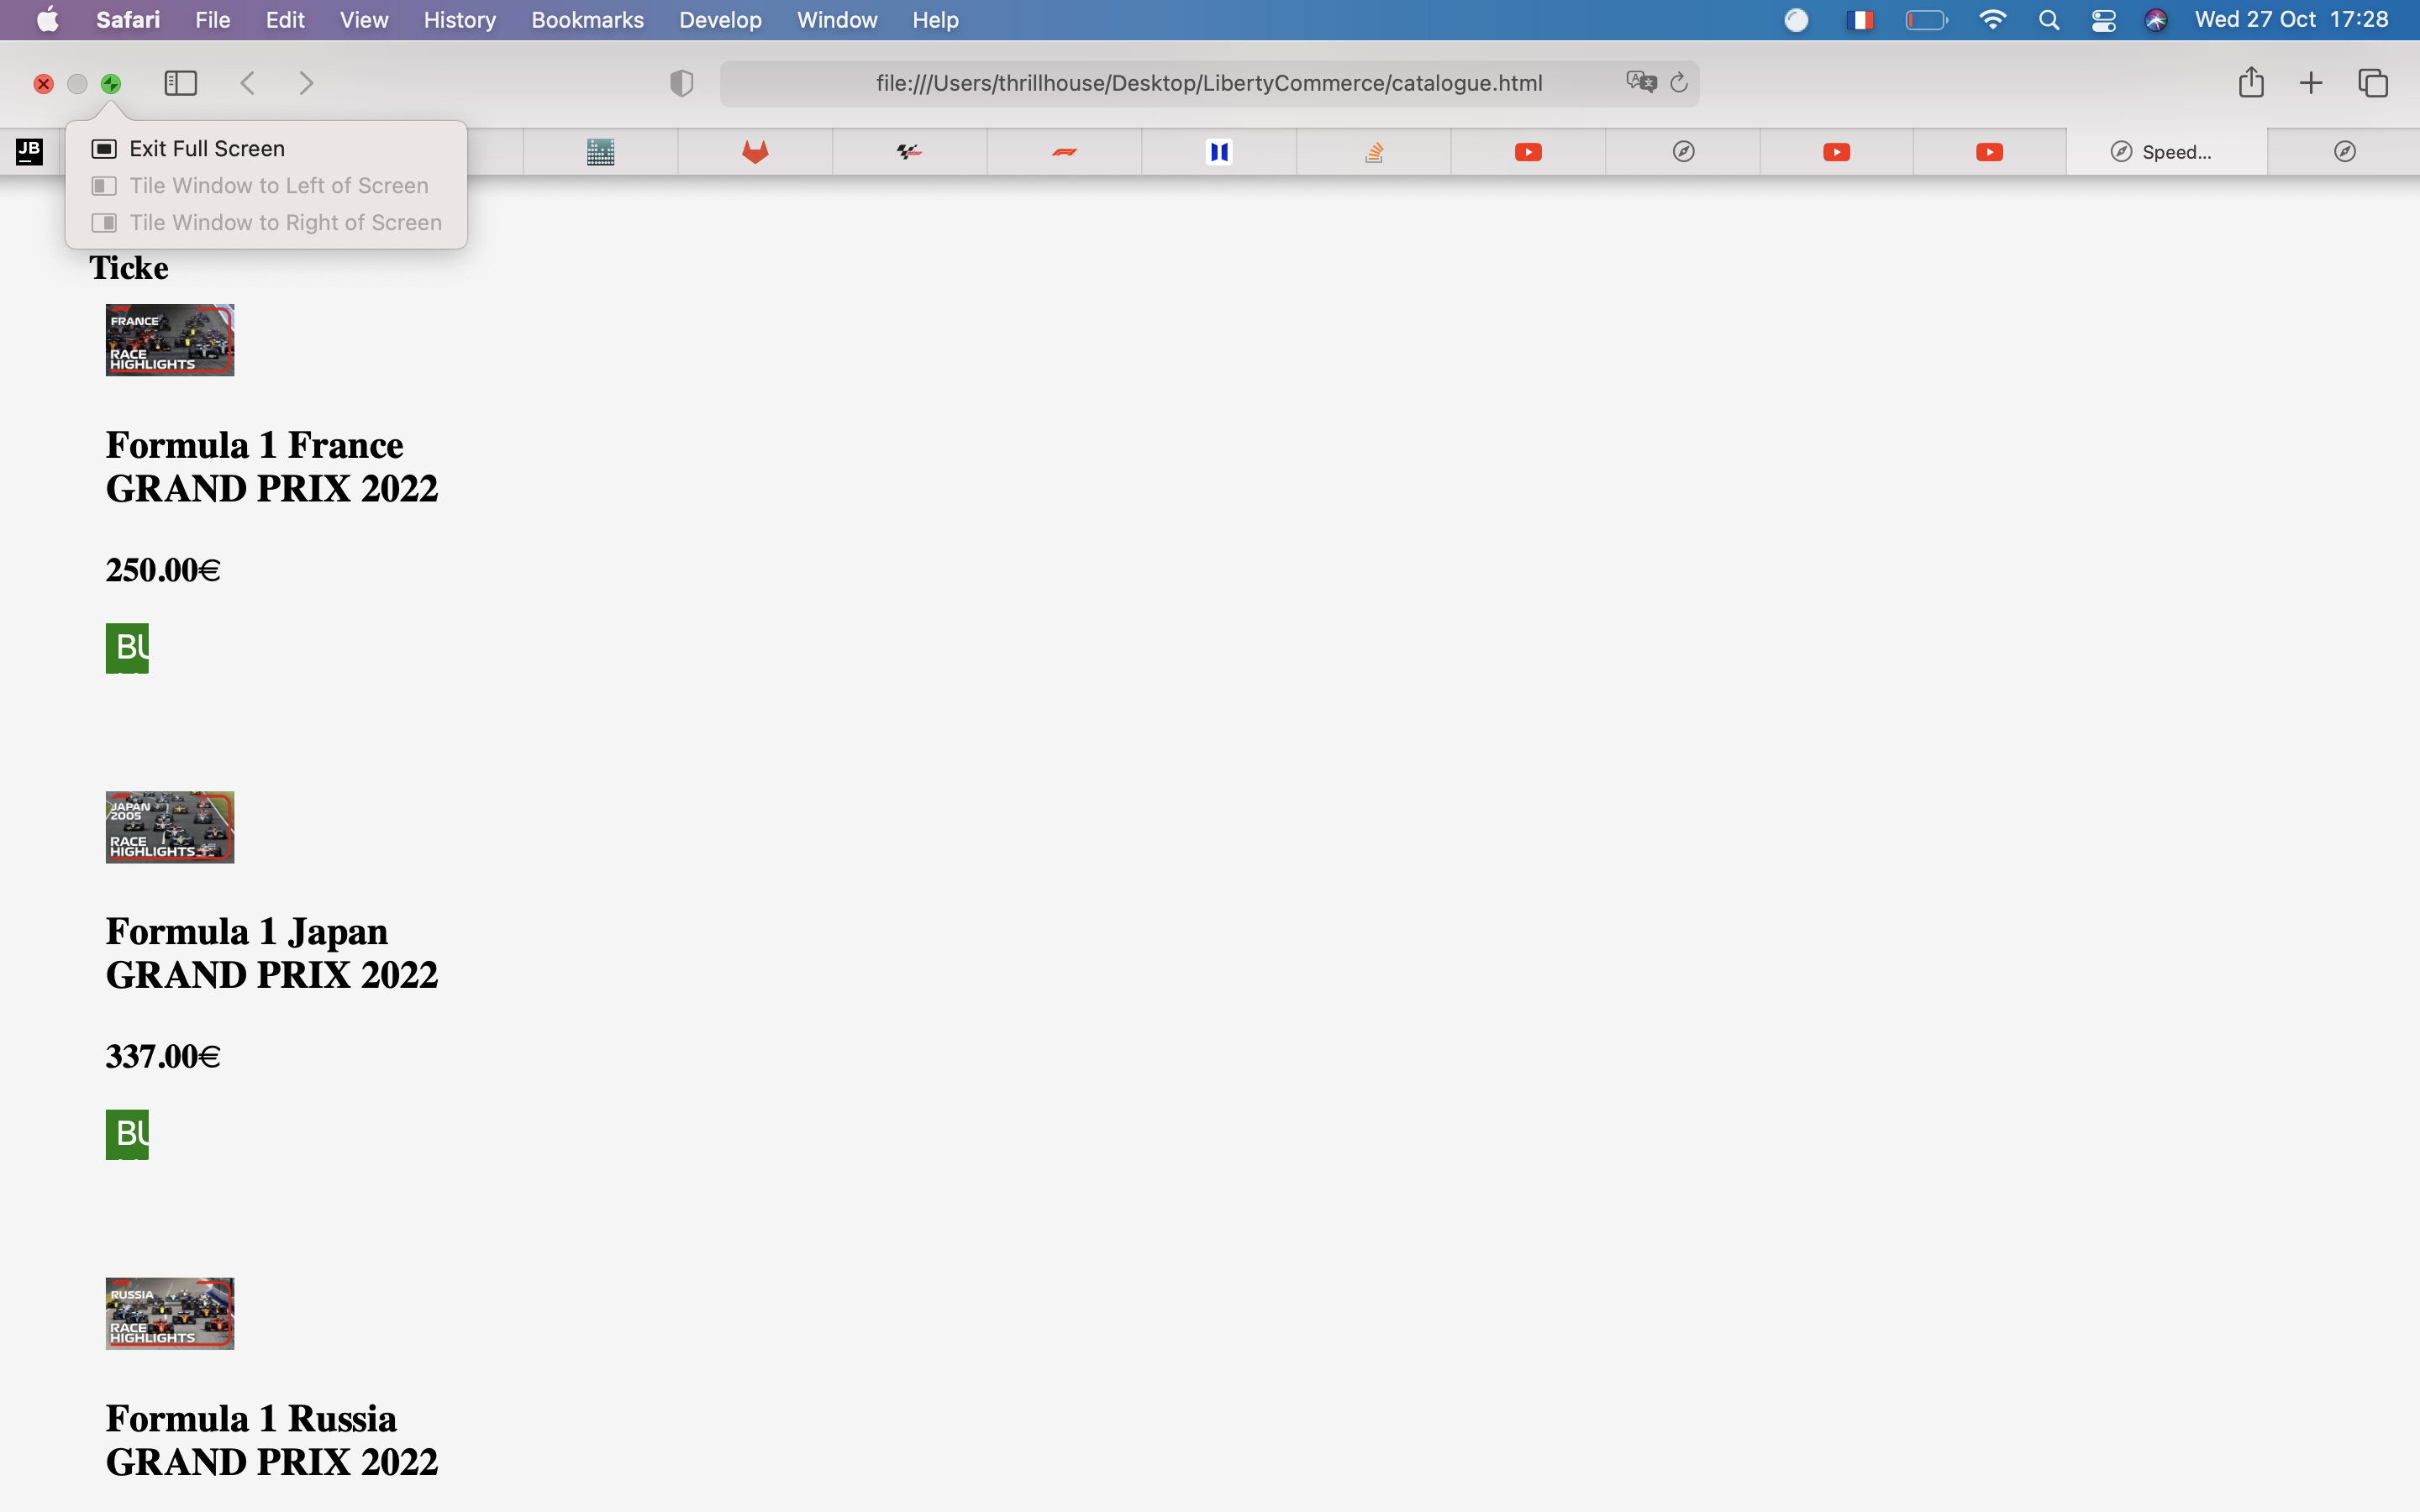 Safari File Edit View History Bookmarks Develop Window Help Wed 27 Oct 17:28
file:///Users/thrillhouse/Desktop/LibertyCommerce/catalogue.html
JB
Speed...
Exit Full Screen
Tile Window to Left of Screen
Tile Window to Right of Screen
Ticke
FRANCE
RACE
HIGHLIGHTS
Formula 1 France
GRAND PRIX 2022
250.00€
BU
JAPAN
2005
RACE
HIGHLIGHTS
Formula 1 Japan
GRAND PRIX 2022
337.00€
BU
RUSSIA
RACE
HIGHLIGHTS
Formula 1 Russia
GRAND PRIX 2022